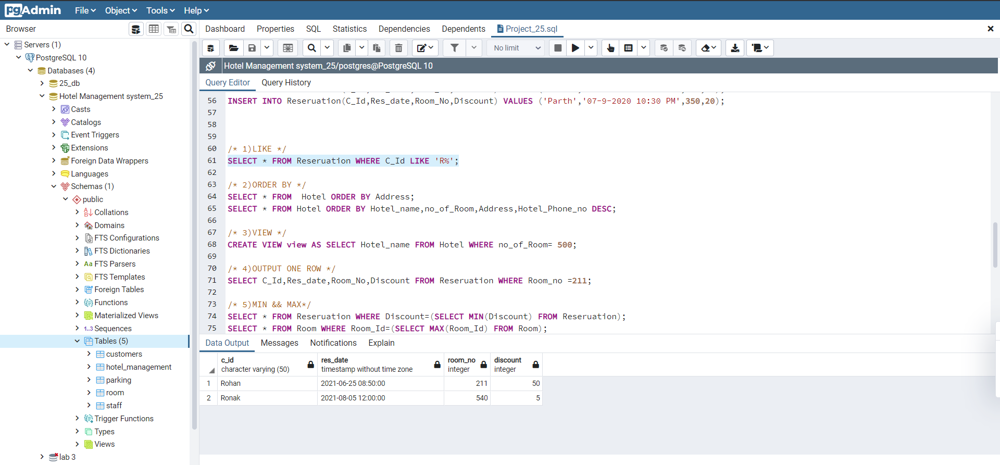 pgAdmin File Object Tools Help
Browser
Dashboard Properties SQL Statistics Dependencies Dependents Project_25.sql
No limit
Hotel Management system_25/postgres@PostgreSQL 10
Query Editor Query History
Servers (1)
PostgreSQL 10
Databases (4)
25_db
Hotel Management system_25
Casts
Catalogs
Event Triggers
Extensions
Foreign Data Wrappers
Languages
Schemas (1)
public
Collations
Domains
FTS Configurations
FTS Dictionaries
Aa FTS Parsers
FTS Templates
Foreign Tables
Functions
Materialized Views
1..3 Sequences
Tables (5)
customers
hotel_management
parking
room
staff
Trigger Functions
Types
Views
lab 3
56 INSERT INTO Reseruation(C_Id,Res_date,Room_No,Discount) VALUES ('Parth','07-9-2020 10:30 PM',350,20);
57
58
59
60 /* 1)LIKE */
61 SELECT * FROM Reseruation WHERE C_Id LIKE 'R%';
62
63 /* 2)ORDER BY */
64 SELECT * FROM  Hotel ORDER BY Address;
65 SELECT * FROM Hotel ORDER BY Hotel_name,no_of_Room,Address,Hotel_Phone_no DESC;
66
67 /* 3)VIEW */
68 CREATE VIEW view AS SELECT Hotel_name FROM Hotel WHERE no_of_Room= 500;
69
70 /* 4)OUTPUT ONE ROW */
71 SELECT C_Id,Res_date,Room_No,Discount FROM Reseruation WHERE Room_no =211;
72
73 /* 5)MIN && MAX*/
74 SELECT * FROM Reseruation WHERE Discount=(SELECT MIN(Discount) FROM Reseruation);
75 SELECT * FROM Room WHERE Room_Id=(SELECT MAX(Room_Id) FROM Room);
Data Output Messages Notifications Explain
c_id res_date room_no discount
character varying (50) timestamp without time zone integer integer
1 Rohan 2021-06-25 08:50:00 211 50
2 Ronak 2021-08-05 12:00:00 540 5